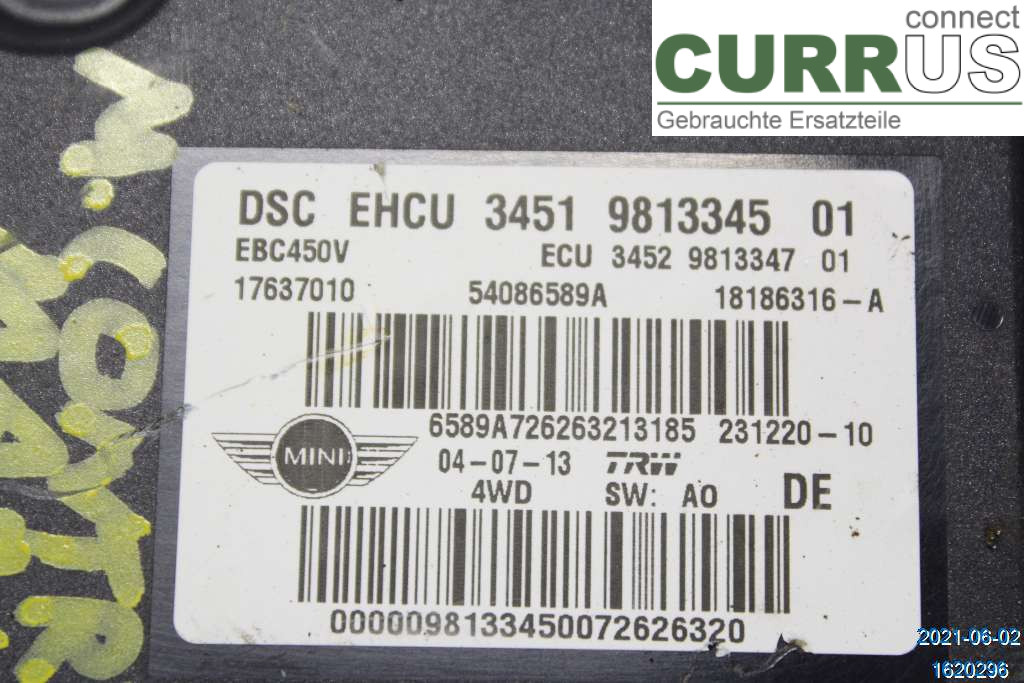 connect
CURRUS
Gebrauchte Ersatzteile
DSC EHCU 3451 9813345 01
EBC450V ECU 3452 9813347 01
17637010 54086589A 18186316-A
6589A726263213185 231220-10
MINI
04-07-13 TRW
4WD SW: A0 DE
0000098133450072626320
2021-06-02
1620296